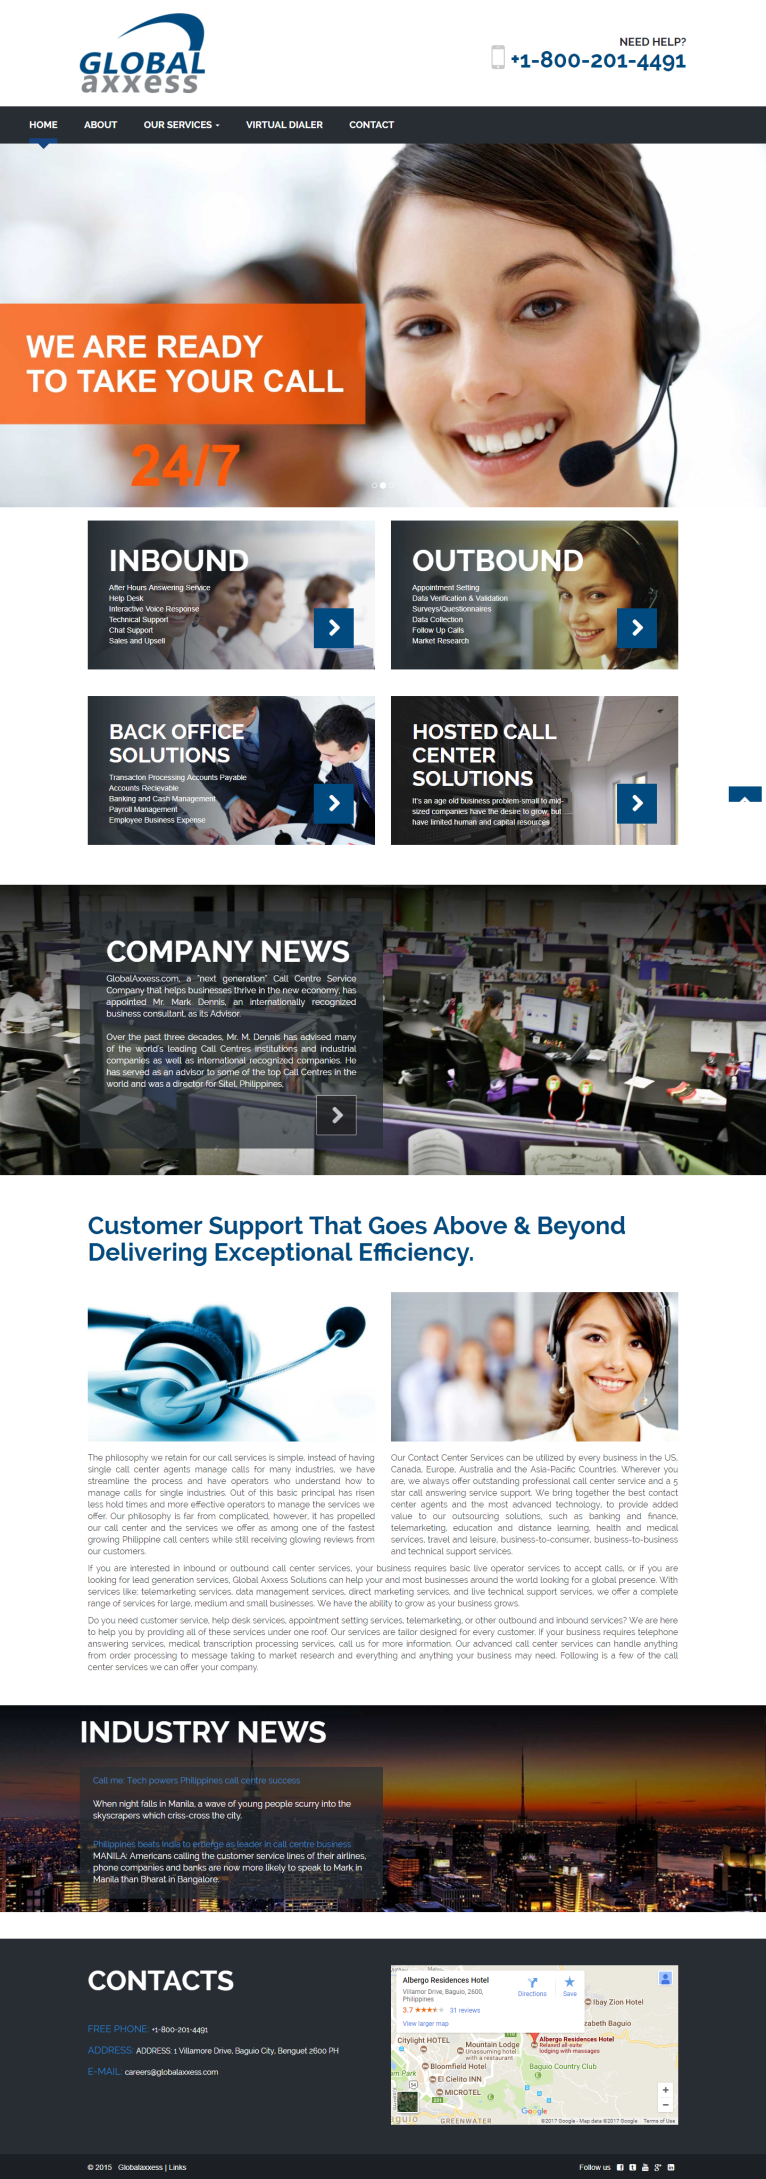 GLOBAL
axxess
NEED HELP?
+1-800-201-4491
HOME ABOUT OUR SERVICES VIRTUAL DIALER CONTACT
WE ARE READY
TO TAKE YOUR CALL
24/7
INBOUND
After Hours Answering Service
Help Desk
Interactive Voice Response
Technical Support
Chat Support
Sales and Upsell
OUTBOUND
Appointment Setting
Data Verification & Validation
Surveys/Questionnaires
Data Collection
Follow Up Calls
Market Research
BACK OFFICE
SOLUTIONS
Transacton Processing Accounts Payable
Accounts Recievable
Banking and Cash Management
Payroll Management
Employee Business Expense
HOSTED CALL
CENTER
SOLUTIONS
It's an age old business problem-small to mid-
sized companies have the desire to grow, but
have limited human and capital resources
COMPANY NEWS
GlobalAxxess.com, a "next generation" Call Centre Service
Company that helps businesses thrive in the new economy, has
appointed Mr. Mark Dennis, an internationally recognized
business consultant, as its Advisor.
Over the past three decades, Mr. M. Dennis has advised many
of the world's leading Call Centres institutions and industrial
companies as well as international recognized companies. He
has served as an advisor to some of the top Call Centres in the
world and was a director for Sitel, Philippines.
Customer Support That Goes Above & Beyond
Delivering Exceptional Efficiency.
The philosophy we retain for our call services is simple, instead of having
single call center agents manage calls for many industries, we have
streamline the process and have operators who understand how to
manage calls for single industries. Out of this basic principal has risen
less hold times and more effective operators to manage the services we
offer. Our philosophy is far from complicated, however, it has propelled
our call center and the services we offer as among one of the fastest
growing Philippine call centers while still receiving glowing reviews from
our customers.
Our Contact Center Services can be utilized by every business in the US,
Canada, Europe, Australia and the Asia-Pacific Countries. Wherever you
are, we always offer outstanding professional call center service and a 5
star call answering service support. We bring together the best contact
center agents and the most advanced technology, to provide added
value to our outsourcing solutions, such as banking and finance,
telemarketing, education and distance learning, health and medical
services, travel and leisure, business-to-consumer, business-to-business
and technical support services.
If you are interested in inbound or outbound call center services, your business requires basic live operator services to accept calls, or if you are
looking for lead generation services, Global Axxess Solutions can help your and most businesses around the world looking for a global presence. With
services like: telemarketing services, data management services, direct marketing services, and live technical support services, we offer a complete
range of services for large, medium and small businesses. We have the ability to grow as your business grows.
Do you need customer service, help desk services, appointment setting services, telemarketing, or other outbound and inbound services? We are here
to help you by providing all of these services under one roof. Our services are tailor designed for every customer. If your business requires telephone
answering services, medical transcription processing services, call us for more information. Our advanced call center services can handle anything
from order processing to message taking to market research and everything and anything your business may need. Following is a few of the call
center services we can offer your company.
INDUSTRY NEWS
Call me: Tech powers Philippines call centre success
When night falls in Manila, a wave of young people scurry into the
skyscrapers which criss-cross the city.
Philippines beats India to emerge as leader in call centre business
MANILA: Americans calling the customer service lines of their airlines,
phone companies and banks are now more likely to speak to Mark in
Manila than Bharat in Bangalore.
CONTACTS
FREE PHONE: +1-800-201-4491
ADDRESS: ADDRESS: 1 Villamore Drive, Baguio City, Benguet 2600 PH
E-MAIL: careers@globalaxxess.com
Albergo Residences Hotel
Villamor Drive, Baguio, 2600,
Philippines
3.7 31 reviews
View larger map
Directions
Save
Ibay Zion Hotel
zabeth Baguio
Citylight HOTEL
Albergo Residences Hotel
Relaxed all-suite
lodging with massages
Mountain Lodge
Unassuming hotel
with a restaurant
Bloomfield Hotel
Baguio Country Club
El Cielito INN
MICROTEL
Google
GREENWATER
©2017 Google - Map data ©2017 Google Terms of Use
© 2015 Globalaxxess | Links
Follow us